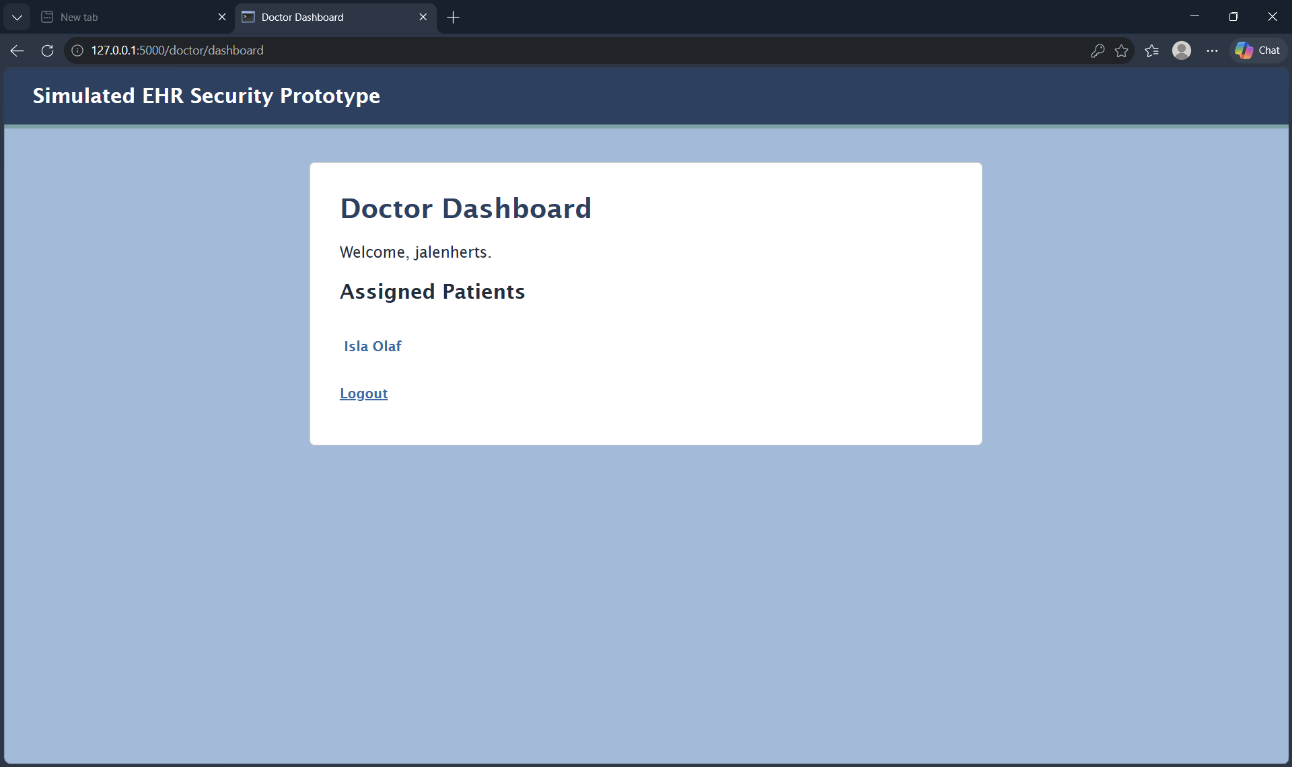 New tab
Doctor Dashboard
127.0.0.1:5000/doctor/dashboard
Chat
Simulated EHR Security Prototype
Doctor Dashboard
Welcome, jalenherts.
Assigned Patients
Isla Olaf
Logout